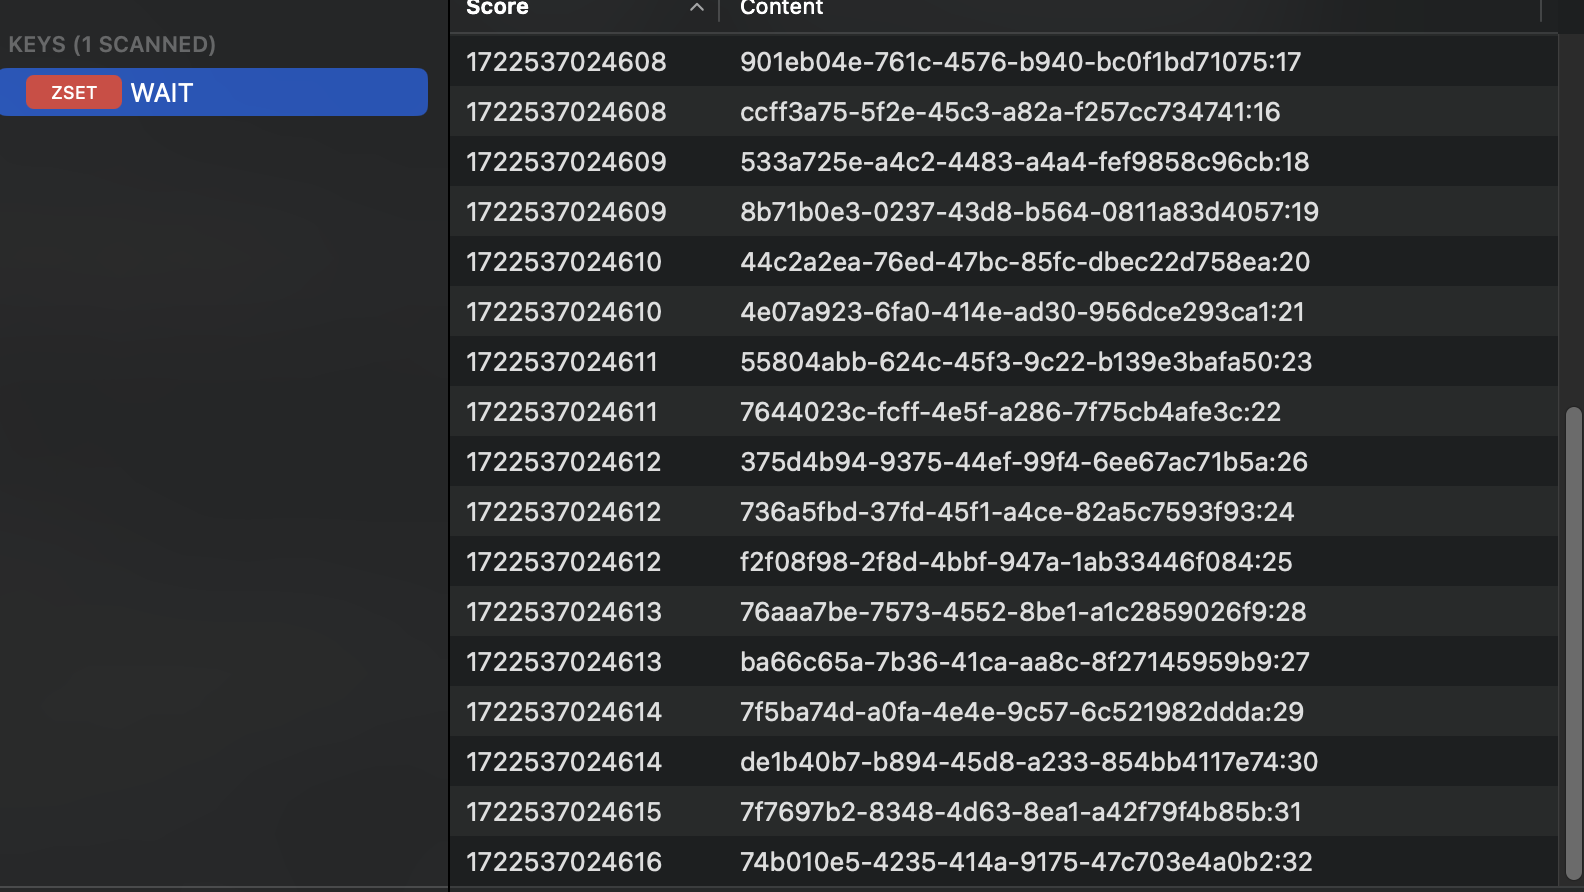 Score Content
KEYS (1 SCANNED)
ZSET WAIT
1722537024608 901eb04e-761c-4576-b940-bc0f1bd71075:17
1722537024608 ccff3a75-5f2e-45c3-a82a-f257cc734741:16
1722537024609 533a725e-a4c2-4483-a4a4-fef9858c96cb:18
1722537024609 8b71b0e3-0237-43d8-b564-0811a83d4057:19
1722537024610 44c2a2ea-76ed-47bc-85fc-dbec22d758ea:20
1722537024610 4e07a923-6fa0-414e-ad30-956dce293ca1:21
1722537024611 55804abb-624c-45f3-9c22-b139e3bafa50:23
1722537024611 7644023c-fcff-4e5f-a286-7f75cb4afe3c:22
1722537024612 375d4b94-9375-44ef-99f4-6ee67ac71b5a:26
1722537024612 736a5fbd-37fd-45f1-a4ce-82a5c7593f93:24
1722537024612 f2f08f98-2f8d-4bbf-947a-1ab33446f084:25
1722537024613 76aaa7be-7573-4552-8be1-a1c2859026f9:28
1722537024613 ba66c65a-7b36-41ca-aa8c-8f27145959b9:27
1722537024614 7f5ba74d-a0fa-4e4e-9c57-6c521982ddda:29
1722537024614 de1b40b7-b894-45d8-a233-854bb4117e74:30
1722537024615 7f7697b2-8348-4d63-8ea1-a42f79f4b85b:31
1722537024616 74b010e5-4235-414a-9175-47c703e4a0b2:32